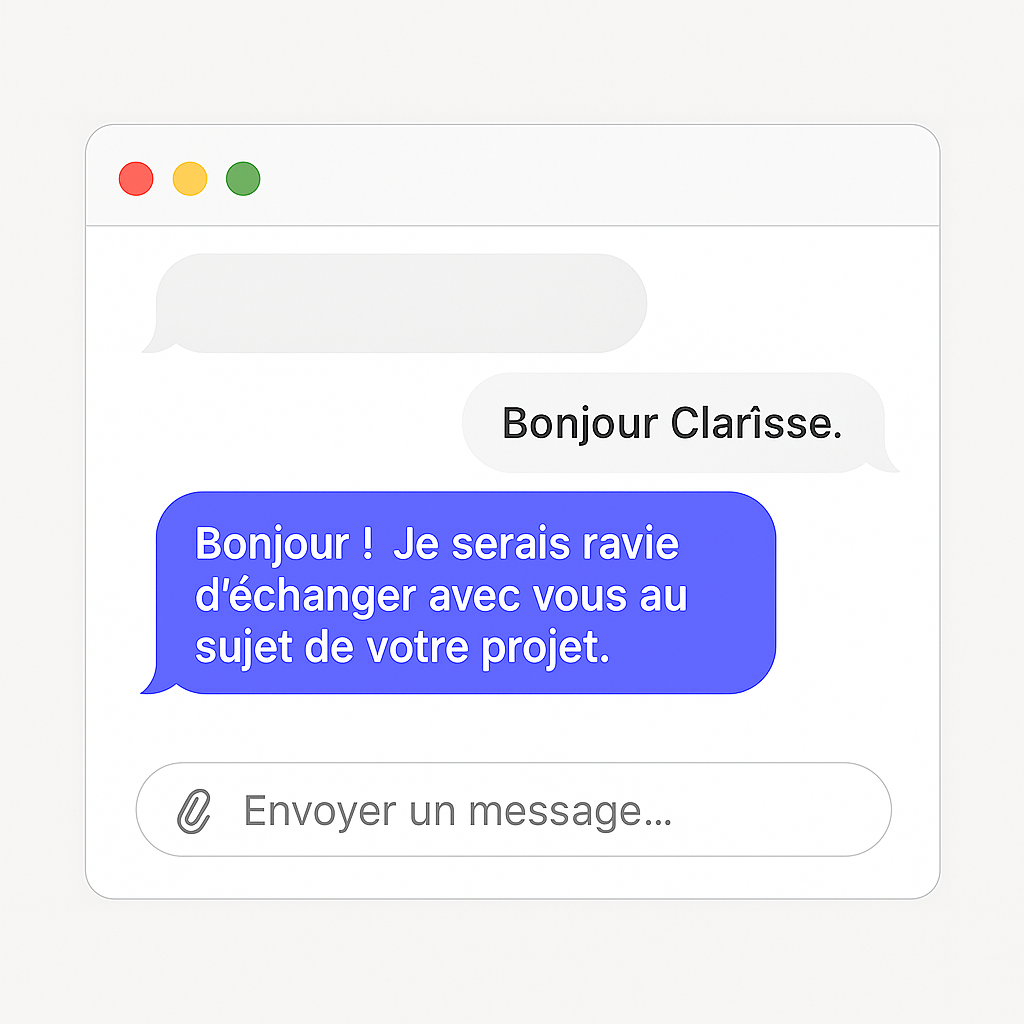 Bonjour Clarîsse.
Bonjour ! Je serais ravie
d'échanger avec vous au
sujet de votre projet.
Envoyer un message...